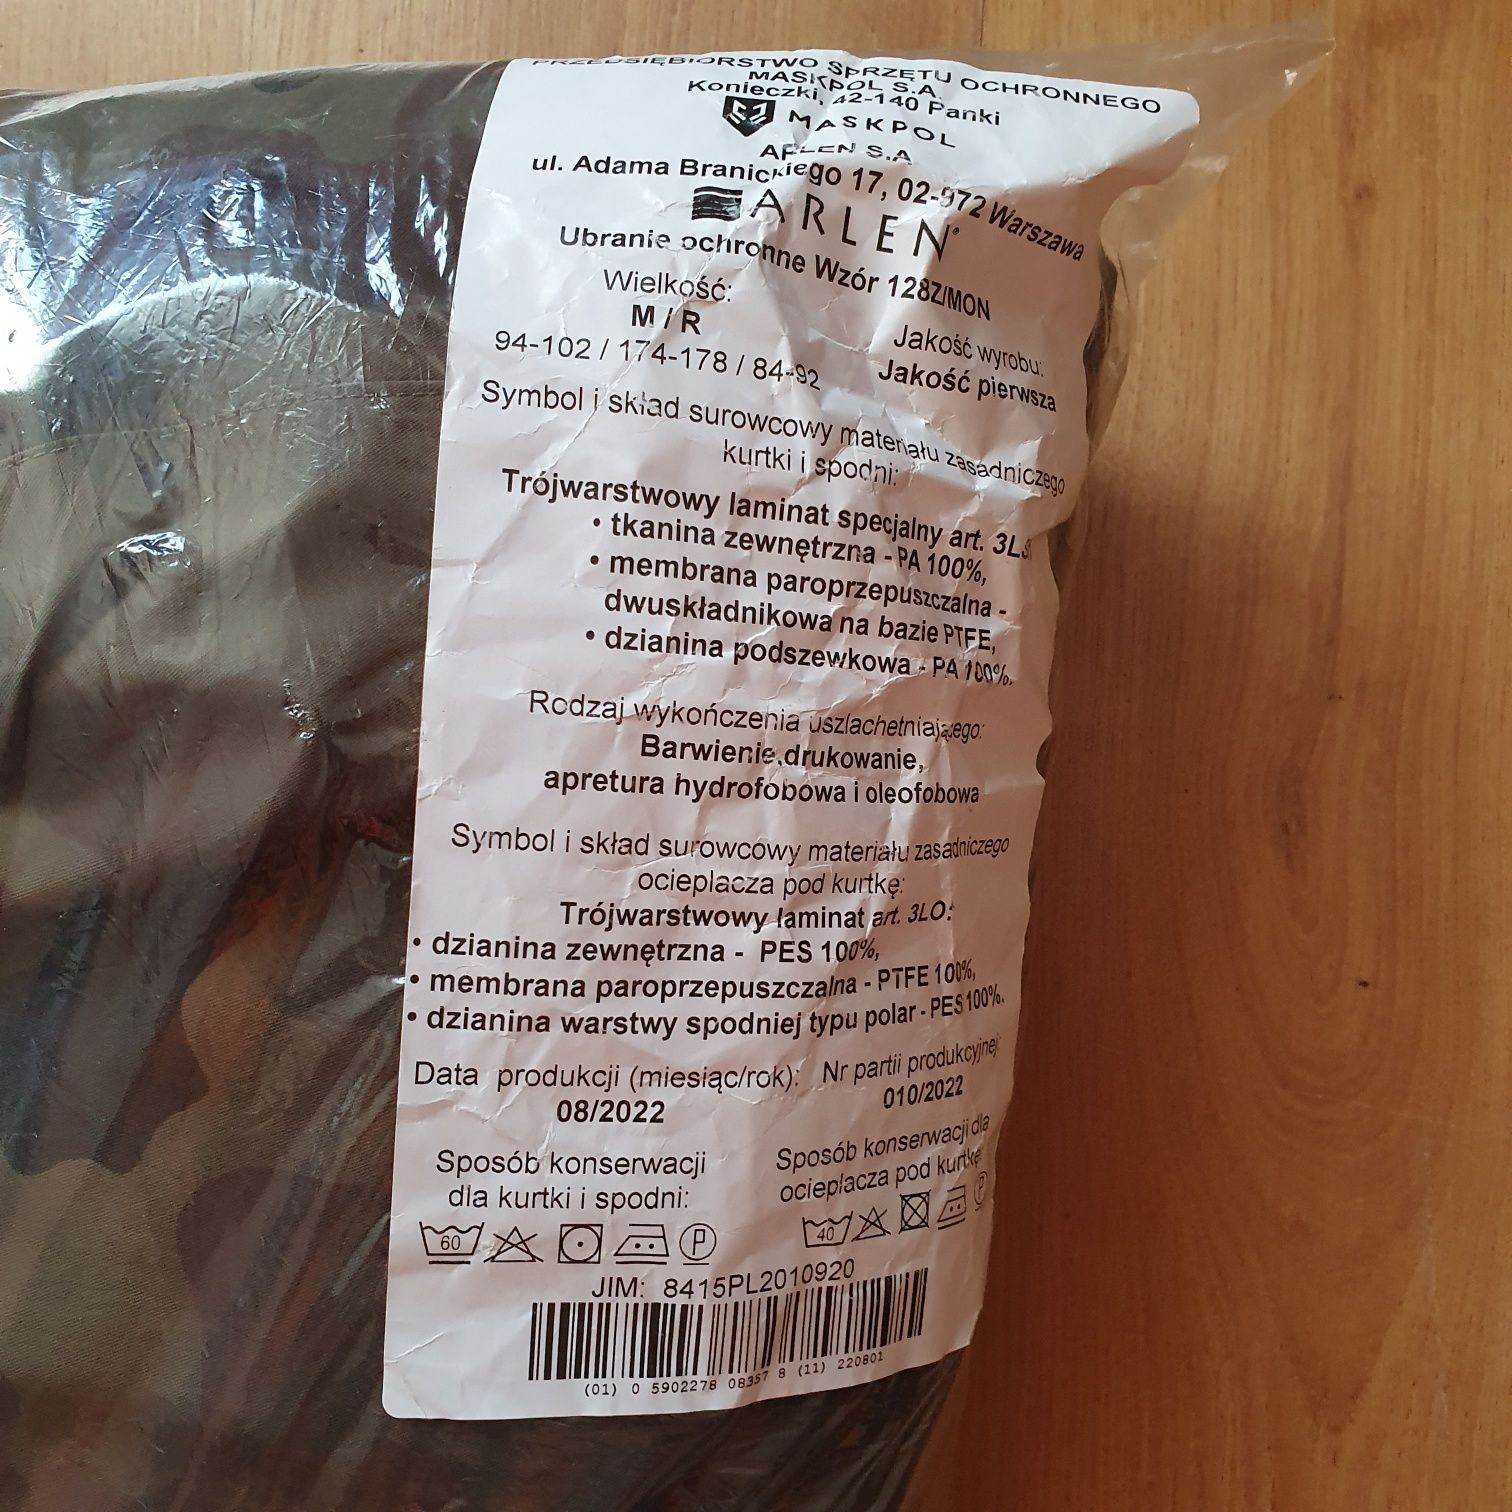 PRZEDSIĘBIORSTWO SPRZĘTU OCHRONNEGO
MASKPOL S.A.
Konieczki, 42-140 Panki
MASKPOL
ARLEN S.A
ul. Adama Branickiego 17, 02-972 Warszawa
ARLEN®
Ubranie ochronne Wzór 128Z/MON
Wielkość:
M / R
94-102 / 174-178 / 84-92
Jakość wyrobu:
Jakość pierwsza
Symbol i skład surowcowy materiału zasadniczego
kurtki i spodni:
Trójwarstwowy laminat specjalny art.
• tkanina zewnętrzna - PA 100%,
• membrana paroprzepuszczalna -
dwuskładnikowa na bazie PTFE,
• dzianina podszewkowa - PA 100%.
Rodzaj wykończenia uszlachetniającego:
Barwienie,drukowanie,
apretura hydrofobowa i oleofobowa
Symbol i skład surowcowy materiału zasadniczego
ocieplacza pod kurtkę:
Trójwarstwowy laminat art. 3LO:
• dzianina zewnętrzna - PES 100%,
• membrana paroprzepuszczalna - PTFE 100%,
• dzianina warstwy spodniej typu polar - PES 100%.
Data produkcji (miesiąc/rok):
08/2022
Nr partii produkcyjnej
010/2022
Sposób konserwacji
dla kurtki i spodni:
60 P
Sposób konserwacji dla
ocieplacza pod kurtkę
40 P
JIM: 8415PL2010920
(01) 0 5902278 08357 8 (11) 220801